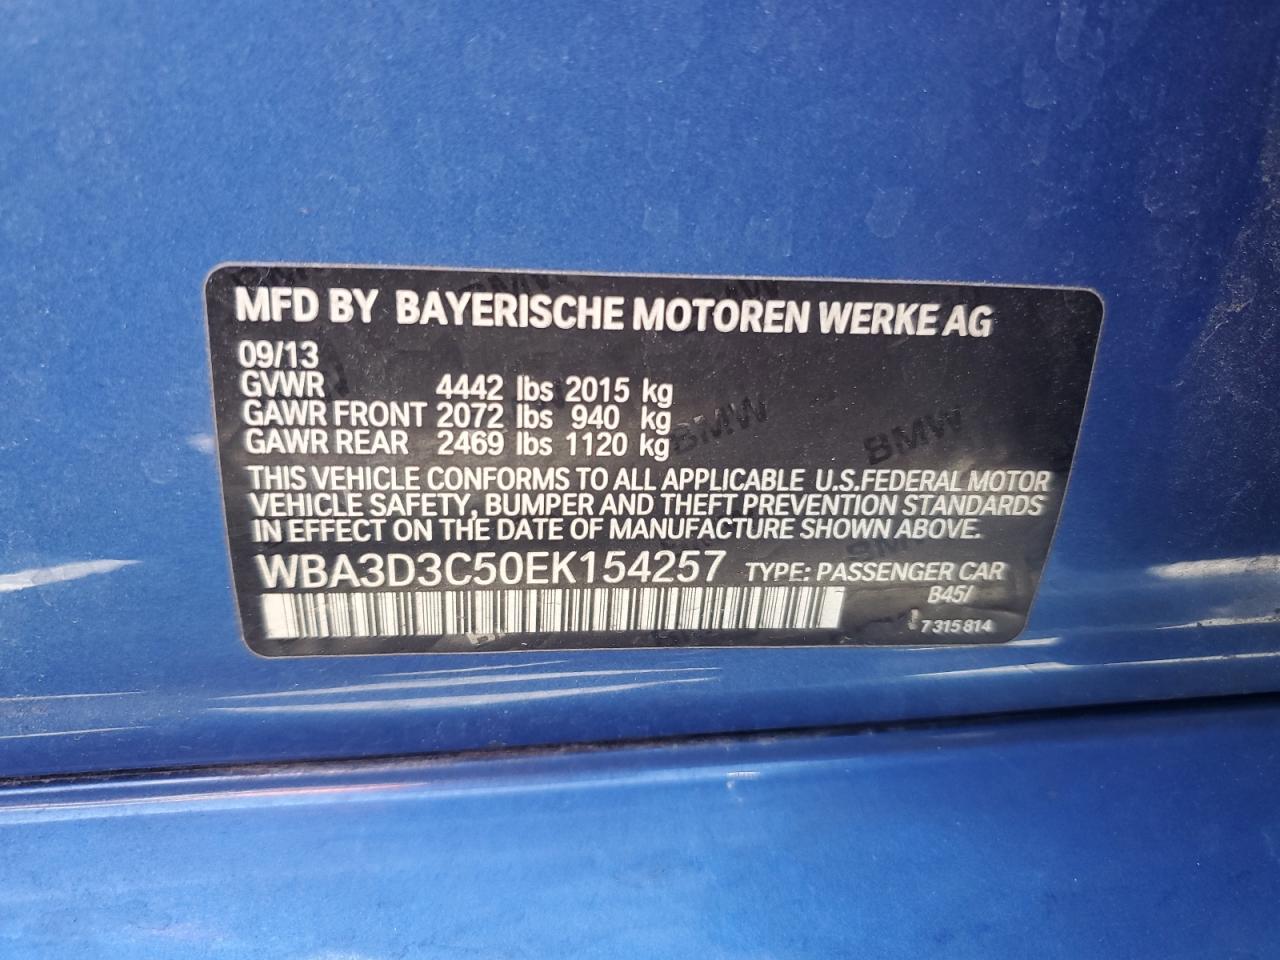 MFD BY BAYERISCHE MOTOREN WERKE AG
09/13
GVWR 4442 lbs 2015 kg
GAWR FRONT 2072 lbs 940 kg
GAWR REAR 2469 lbs 1120 kg
THIS VEHICLE CONFORMS TO ALL APPLICABLE U.S.FEDERAL MOTOR
VEHICLE SAFETY, BUMPER AND THEFT PREVENTION STANDARDS
IN EFFECT ON THE DATE OF MANUFACTURE SHOWN ABOVE.
WBA3D3C50EK154257 TYPE: PASSENGER CAR
B45/
7 315 814
BMW
BMW